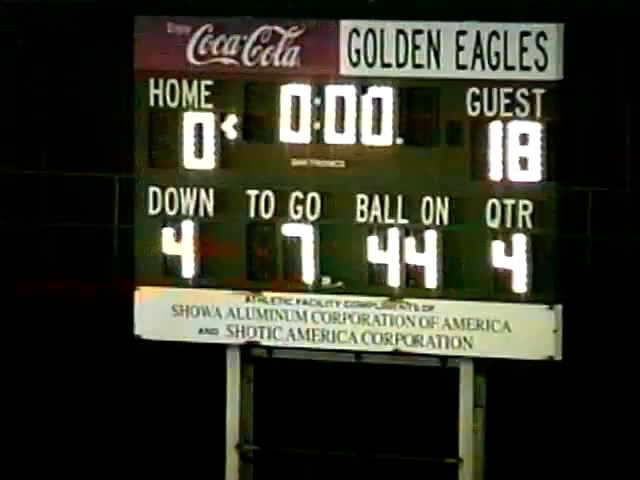 Enjoy Coca-Cola GOLDEN EAGLES
HOME 0 0:00 GUEST 18
DOWN TO GO BALL ON QTR
4 7 44 4
ATHLETIC FACILITY COMPLIMENTS OF
SHOWA ALUMINUM CORPORATION OF AMERICA
AND SHOTIC AMERICA CORPORATION